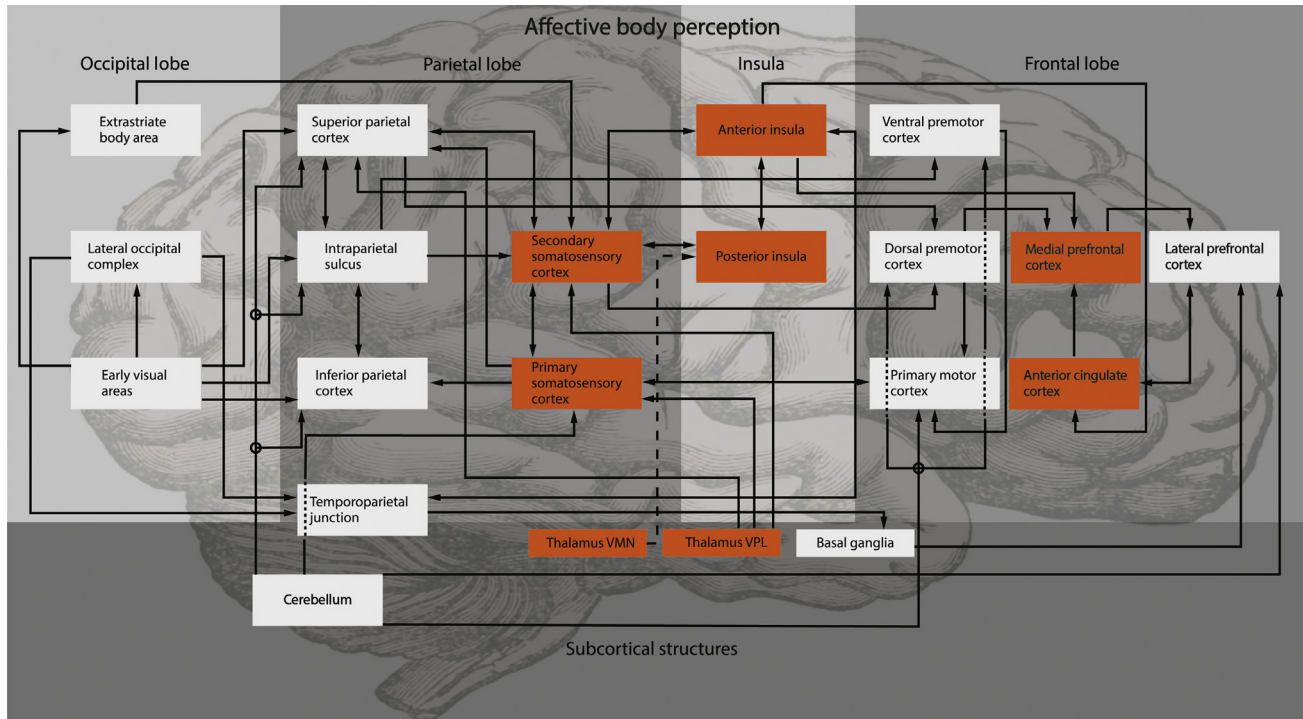 Affective body perception
Occipital lobe
Parietal lobe
Insula
Frontal lobe
Extrastriate
body area
Superior parietal
cortex
Anterior insula
Ventral premotor
cortex
Lateral occipital
complex
Intraparietal
sulcus
Secondary
somatosensory
cortex
Posterior insula
Dorsal premotor
cortex
Medial prefrontal
cortex
Lateral prefrontal
cortex
Early visual
areas
Inferior parietal
cortex
Primary
somatosensory
cortex
Primary motor
cortex
Anterior cingulate
cortex
Temporoparietal
junction
Thalamus VMN
Thalamus VPL
Basal ganglia
Cerebellum
Subcortical structures